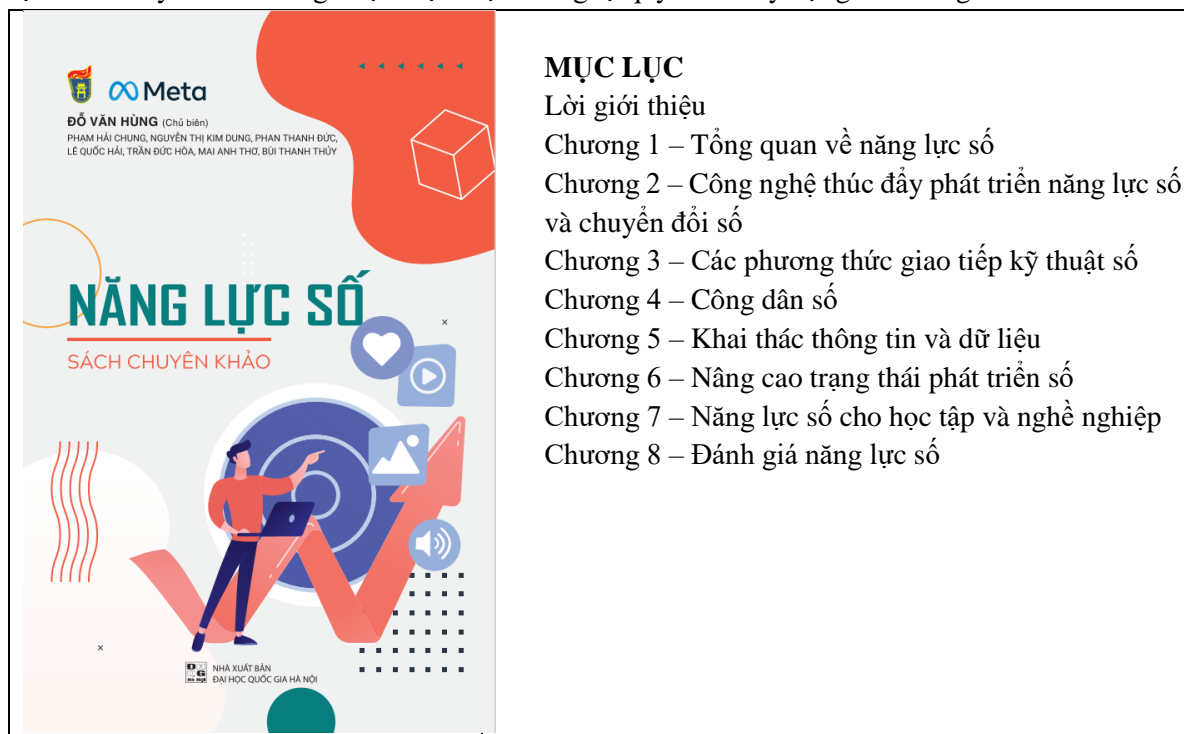 Meta
ĐỖ VĂN HÙNG (Chủ biên)
PHẠM HẢI CHUNG, NGUYỄN THỊ KIM DUNG, PHAN THANH ĐỨC,
LÊ QUỐC HẢI, TRẦN ĐỨC HÒA, MAI ANH THƠ, BÙI THANH THỦY
NĂNG LỰC SỐ
SÁCH CHUYÊN KHẢO
NHÀ XUẤT BẢN
ĐẠI HỌC QUỐC GIA HÀ NỘI
MỤC LỤC
Lời giới thiệu
Chương 1 – Tổng quan về năng lực số
Chương 2 – Công nghệ thúc đẩy phát triển năng lực số
và chuyển đổi số
Chương 3 – Các phương thức giao tiếp kỹ thuật số
Chương 4 – Công dân số
Chương 5 – Khai thác thông tin và dữ liệu
Chương 6 – Nâng cao trạng thái phát triển số
Chương 7 – Năng lực số cho học tập và nghề nghiệp
Chương 8 – Đánh giá năng lực số